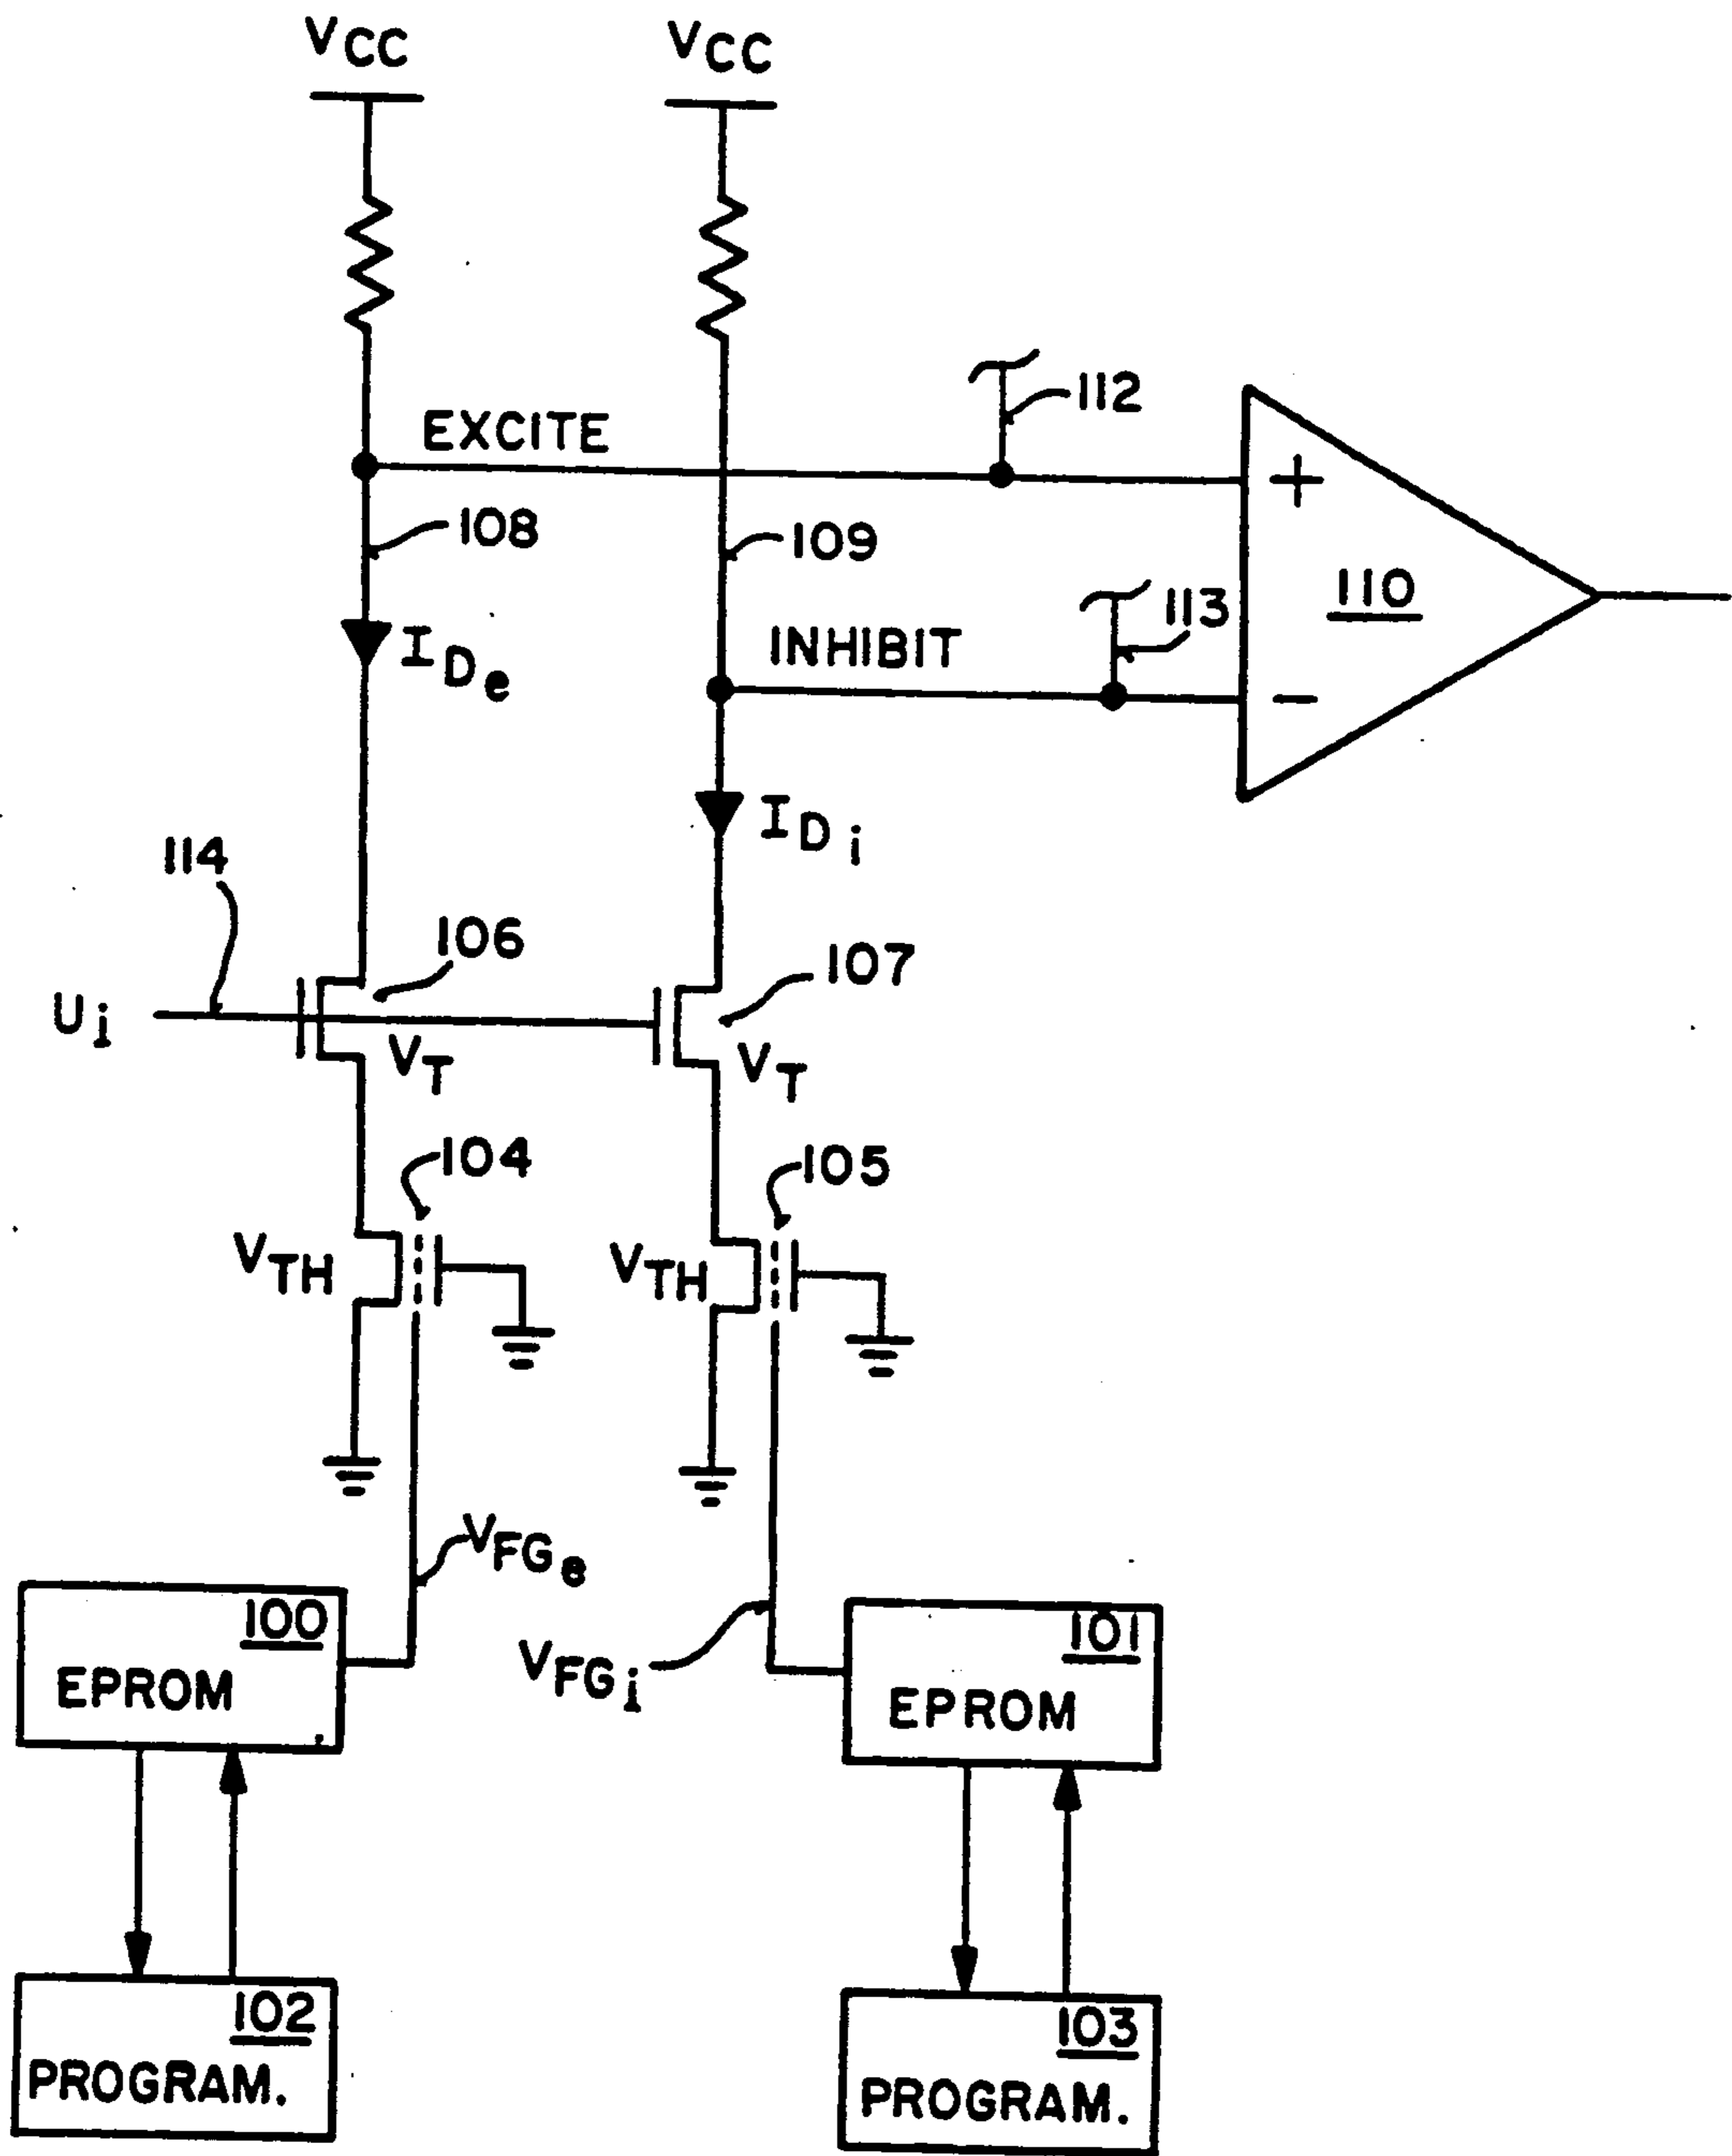 VCC
VCC
EXCITE
112
108
109
110
+
-
113
IDe
INHIBIT
IDi
114
106
107
Ui
VT
VT
104
105
VTH
VTH
VFGe
100
EPROM
VFGi
101
EPROM
102
PROGRAM.
103
PROGRAM.